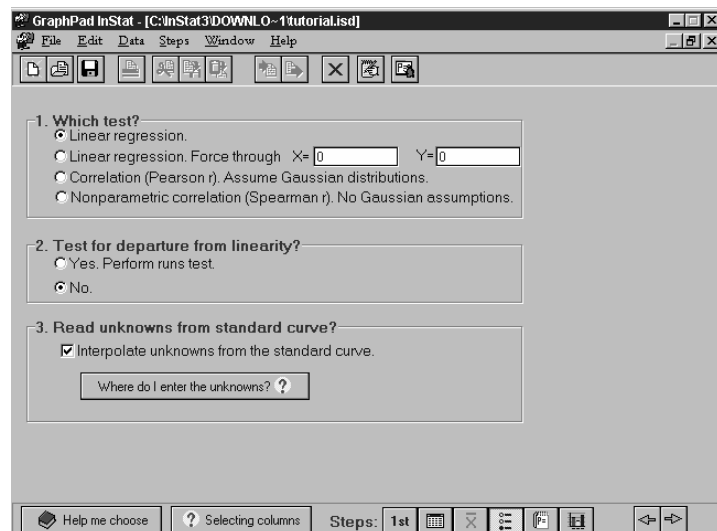 GraphPad InStat - [C:\InStat3\DOWNLO~1\tutorial.isd]
File Edit Data Steps Window Help
1. Which test?
Linear regression.
Linear regression. Force through X= 0 Y= 0
Correlation (Pearson r). Assume Gaussian distributions.
Nonparametric correlation (Spearman r). No Gaussian assumptions.
2. Test for departure from linearity?
Yes. Perform runs test.
No.
3. Read unknowns from standard curve?
Interpolate unknowns from the standard curve.
Where do I enter the unknowns? ?
Help me choose ? Selecting columns Steps: 1st x P=